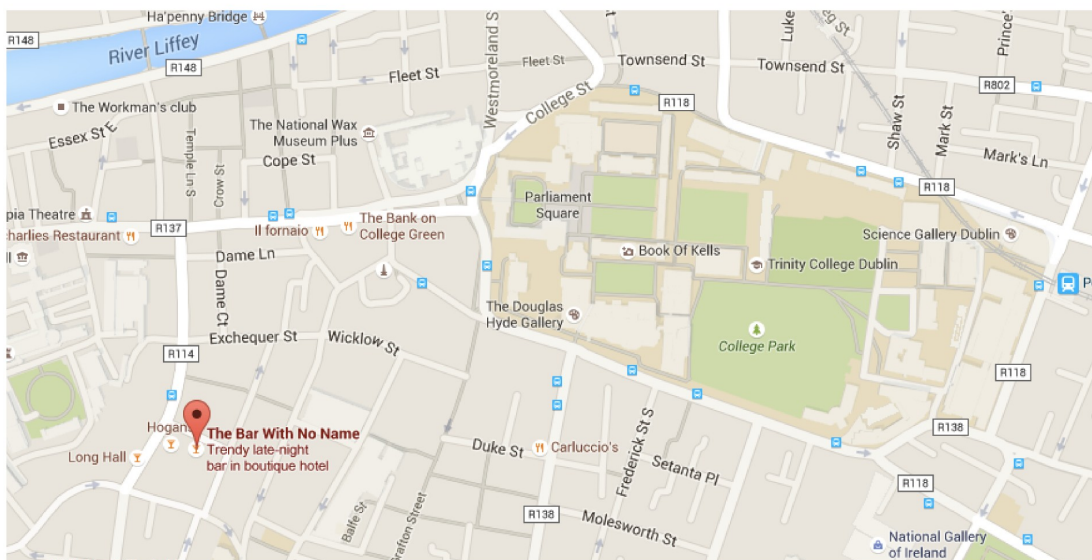 Ha'penny Bridge
R148
River Liffey
R148
Fleet St
Westmoreland S
Fleet St
College St
Townsend St
Luke
Townsend St
eg St
Shaw St
Mark St
Prince'
R802
R118
The Workman's club
Essex St E
Temple Ln S
Crow St
The National Wax
Museum Plus
Cope St
Mark's Ln
R118
Parliament
Square
pia Theatre
R137
charlies Restaurant
Il fornaio
The Bank on
College Green
Book Of Kells
Trinity College Dublin
Science Gallery Dublin
Dame Ln
Dame Ct
The Douglas
Hyde Gallery
College Park
Exchequer St
Wicklow St
R114
R118
Hogans
The Bar With No Name
Trendy late-night
bar in boutique hotel
Long Hall
Duke St
Carluccio's
Frederick St S
Setanta Pl
R138
R118
Balfe St
Grafton Street
R138
Molesworth St
National Gallery
of Ireland